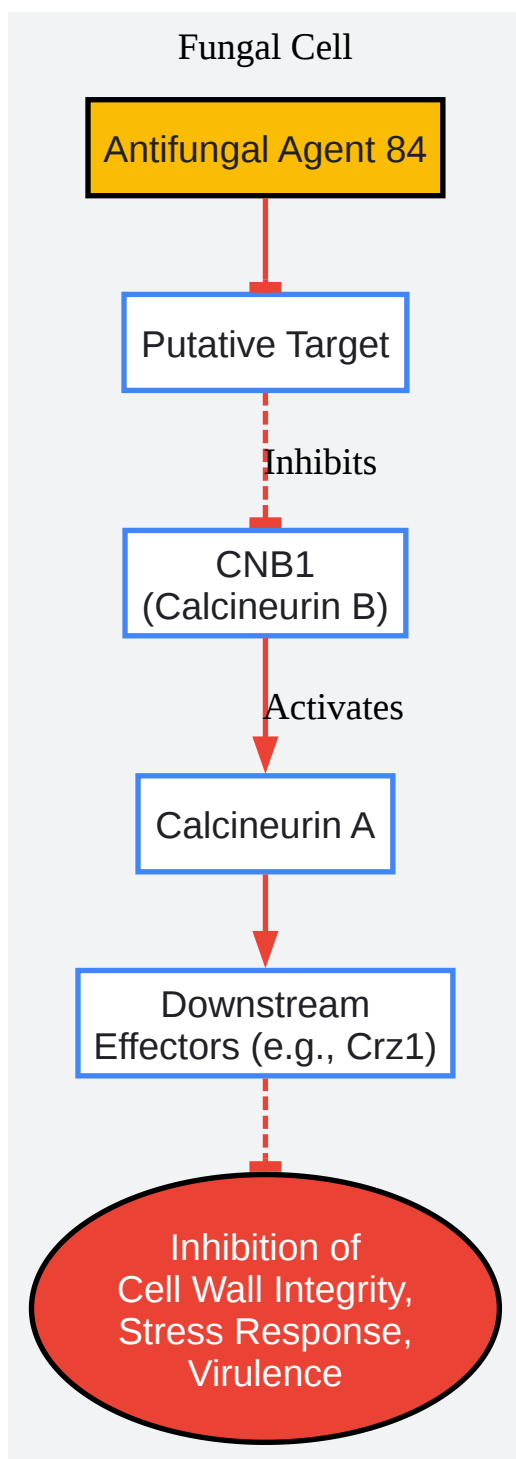 Fungal Cell
Antifungal Agent 84
Putative Target
Inhibits
CNB1
(Calcineurin B)
Activates
Calcineurin A
Downstream
Effectors (e.g., Crz1)
Inhibition of
Cell Wall Integrity,
Stress Response,
Virulence